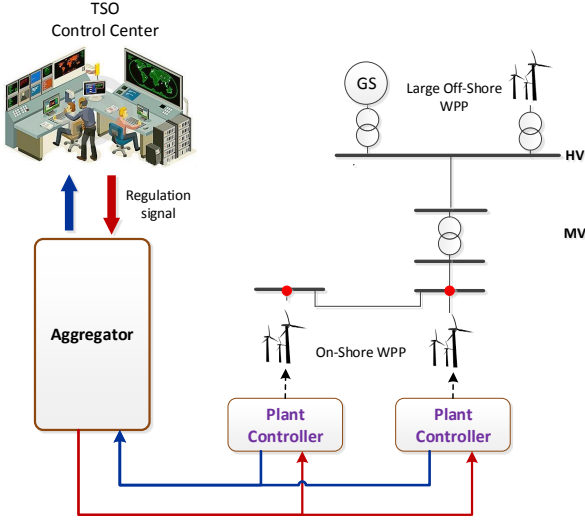 TSO
Control Center
GS
Large Off-Shore
WPP
HV
Regulation
signal
MV
Aggregator
On-Shore WPP
Plant
Controller
Plant
Controller